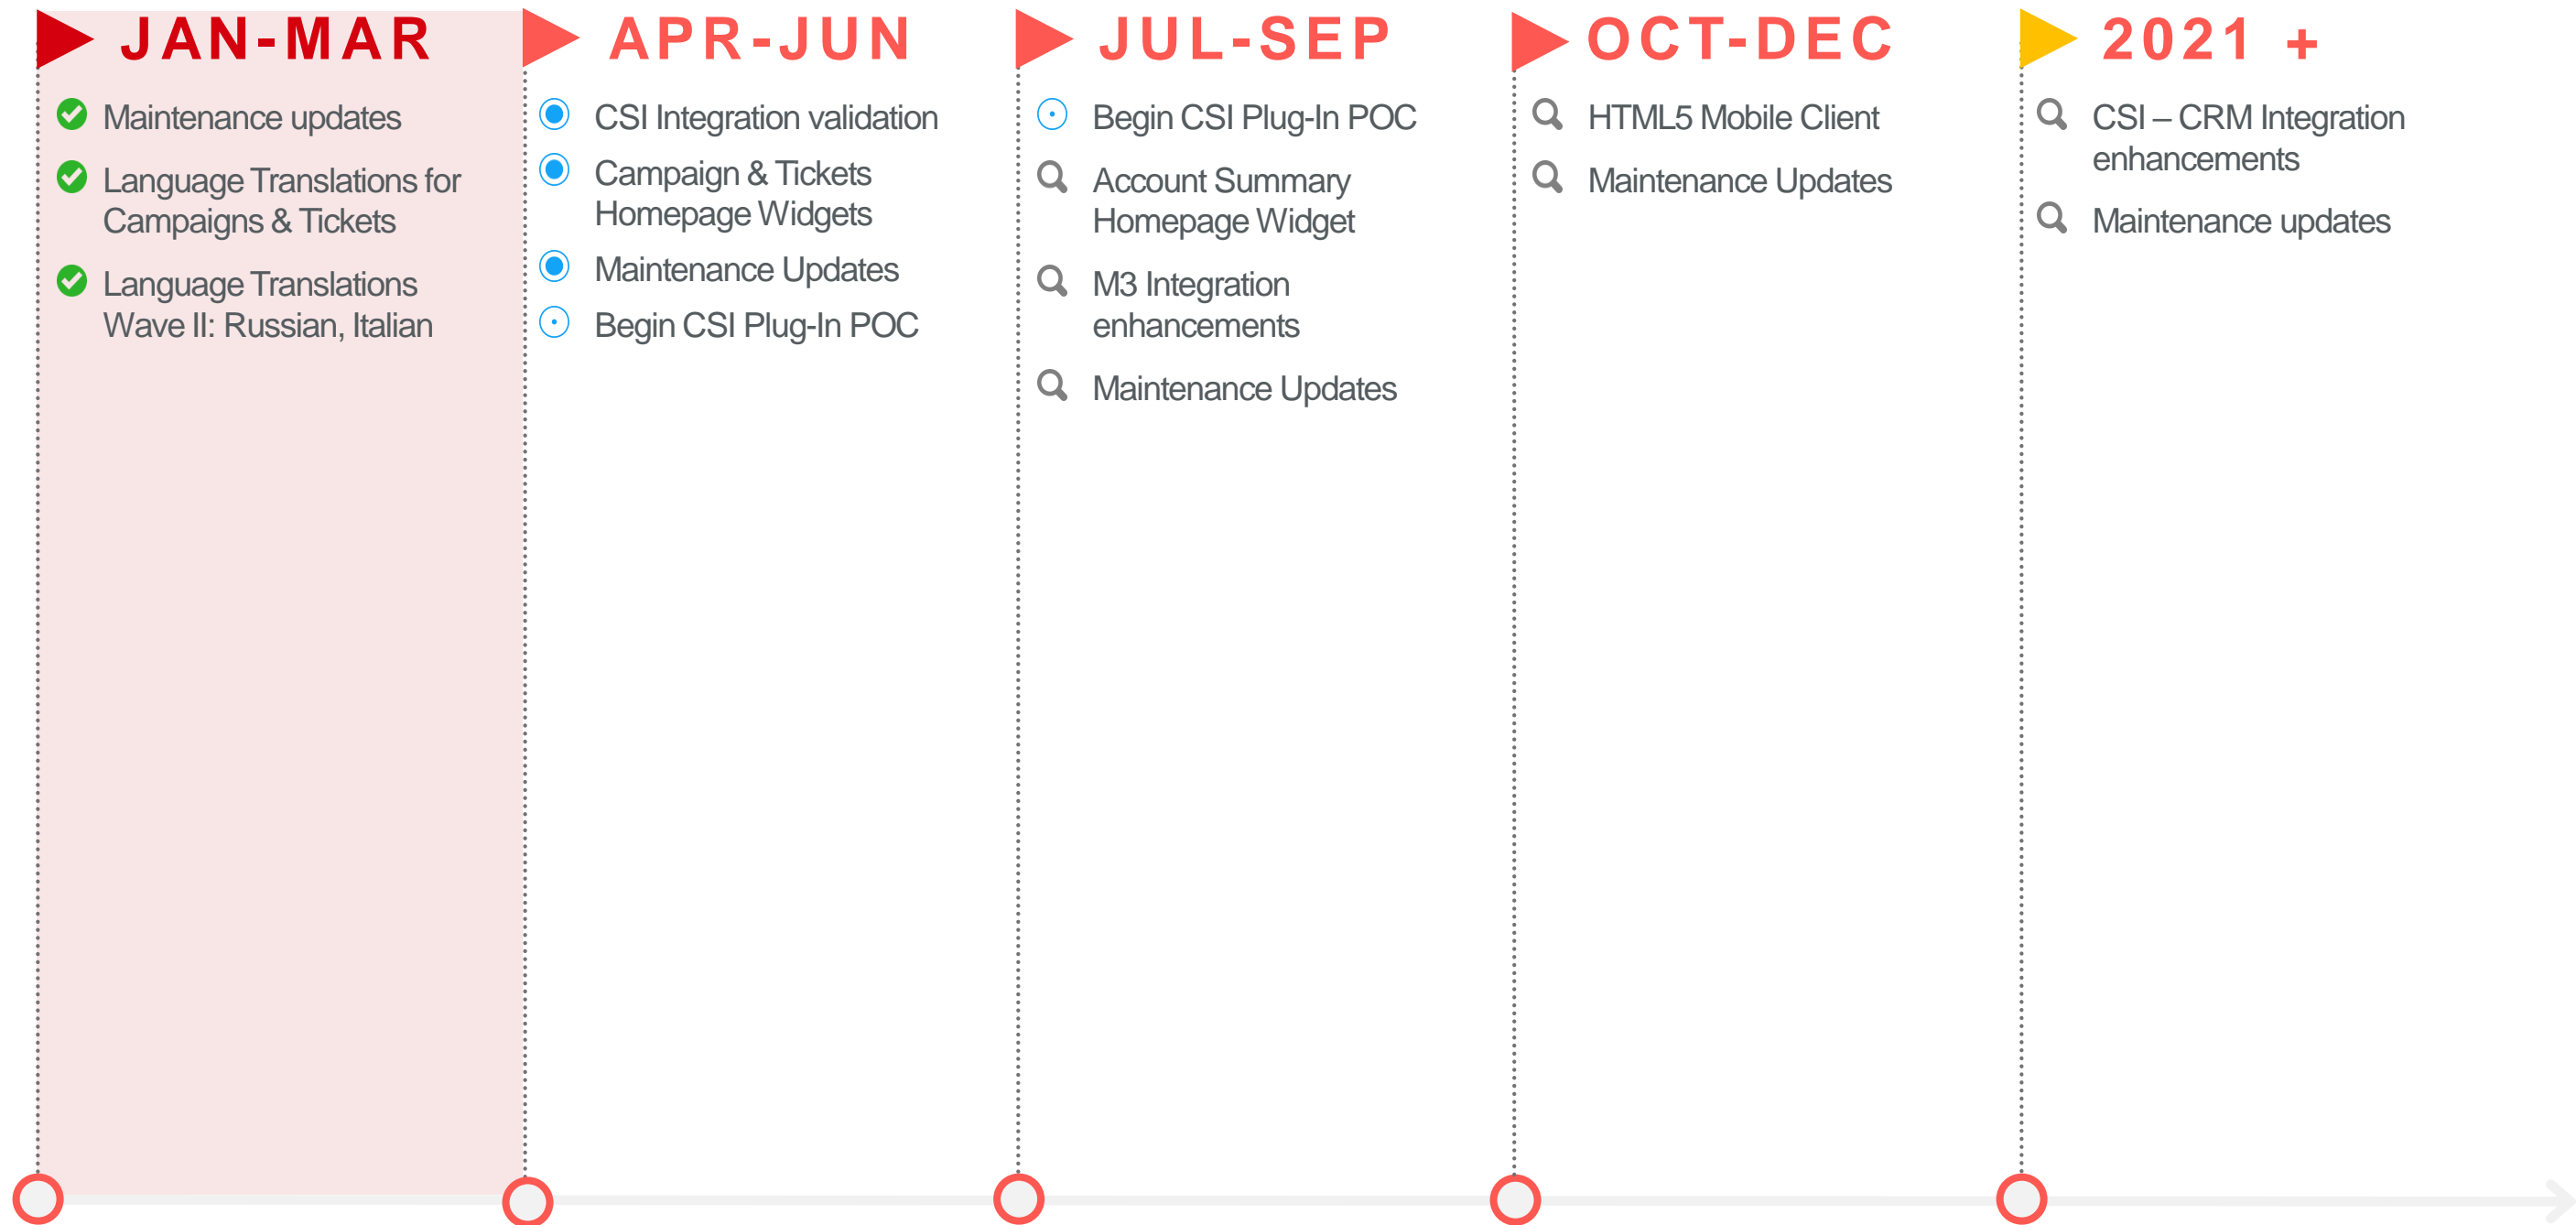 JAN-MAR
Maintenance updates
Language Translations for
Campaigns & Tickets
Language Translations
Wave II: Russian, Italian
APR-JUN
CSI Integration validation
Campaign & Tickets
Homepage Widgets
Maintenance Updates
Begin CSI Plug-In POC
JUL-SEP
Begin CSI Plug-In POC
Account Summary
Homepage Widget
M3 Integration
enhancements
Maintenance Updates
OCT-DEC
HTML5 Mobile Client
Maintenance Updates
2021 +
CSI – CRM Integration
enhancements
Maintenance updates